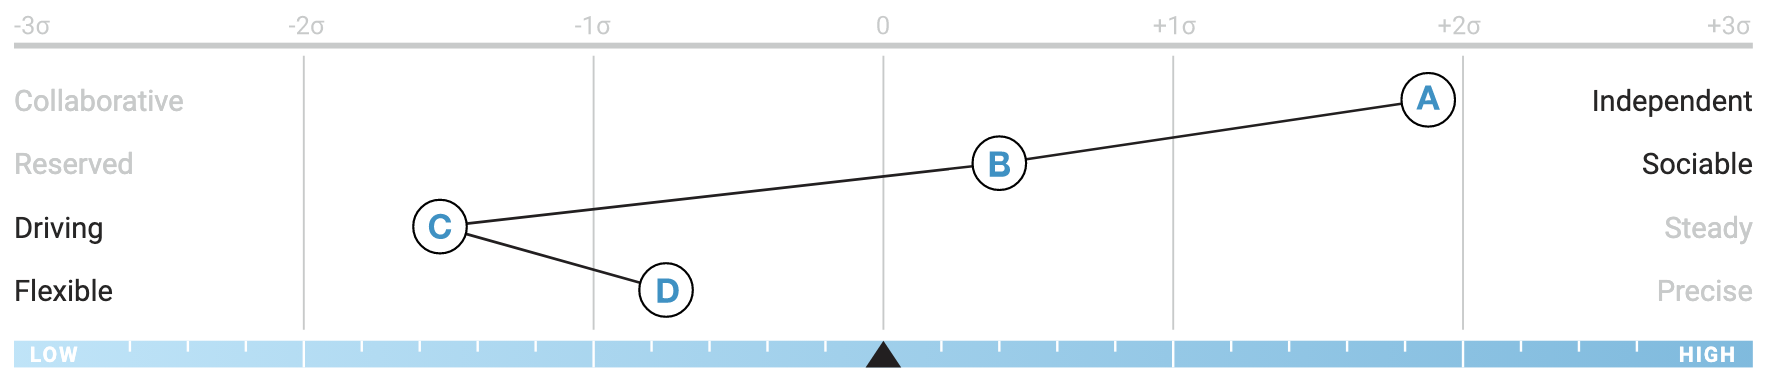 -3σ -2σ -1σ 0 +1σ +2σ +3σ
Collaborative A Independent
Reserved B Sociable
Driving C Steady
Flexible D Precise
LOW HIGH